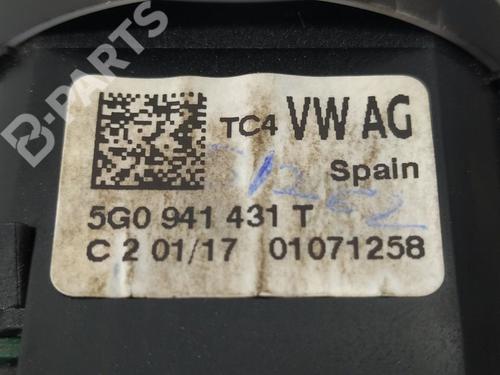 B-PARTS
TC4 VW AG
Spain
5G0 941 431 T
C 2 01/17 01071258